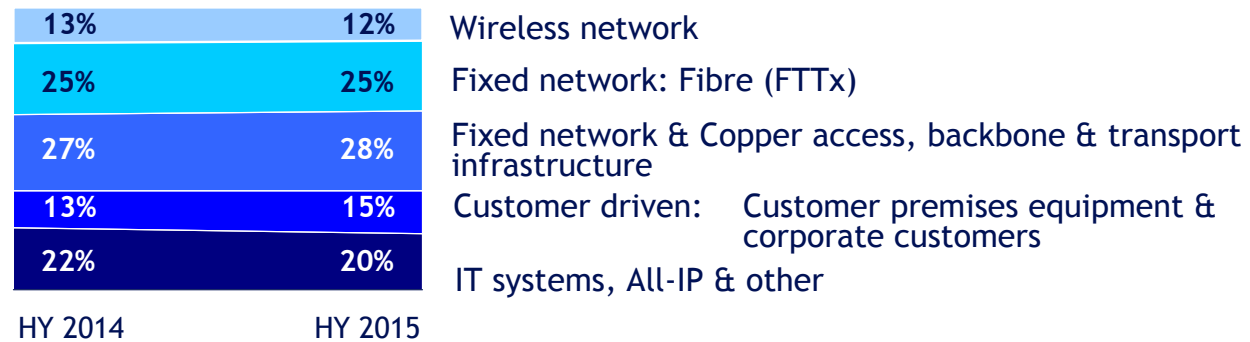 13% 12% Wireless network
25% 25% Fixed network: Fibre (FTTx)
27% 28% Fixed network & Copper access, backbone & transport
infrastructure
13% 15% Customer driven: Customer premises equipment &
corporate customers
22% 20% IT systems, All-IP & other
HY 2014 HY 2015